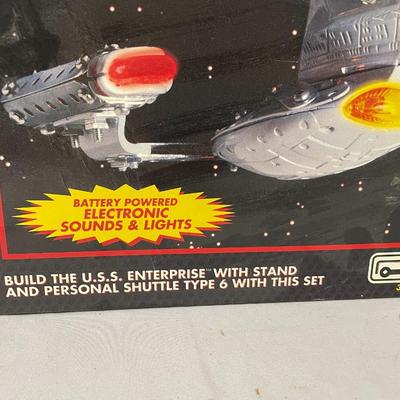 BATTERY POWERED
ELECTRONIC
SOUNDS & LIGHTS
BUILD THE U.S.S. ENTERPRISE™ WITH STAND
AND PERSONAL SHUTTLE TYPE 6 WITH THIS SET